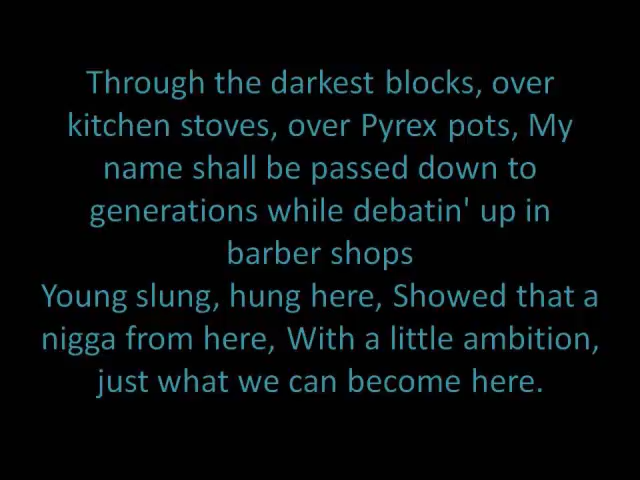 Through the darkest blocks, over
kitchen stoves, over Pyrex pots, My
name shall be passed down to
generations while debatin' up in
barber shops
Young slung, hung here, Showed that a
nigga from here, With a little ambition,
just what we can become here.